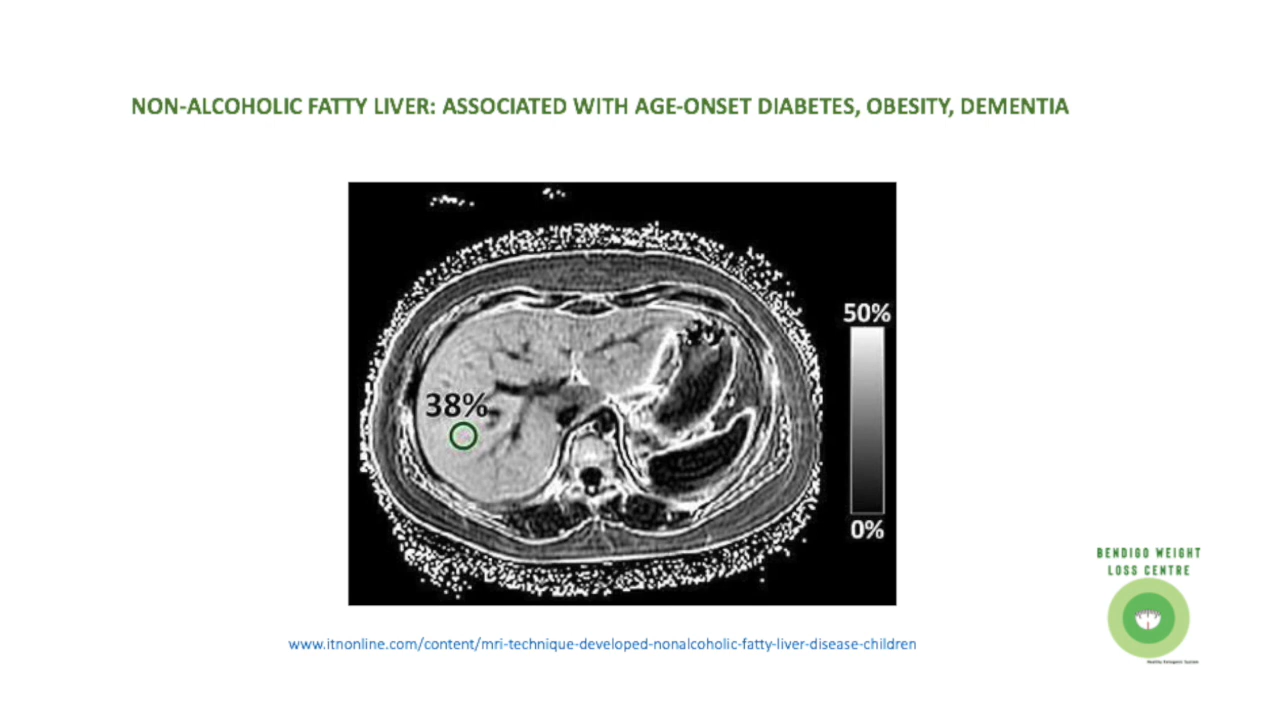 NON-ALCOHOLIC FATTY LIVER: ASSOCIATED WITH AGE-ONSET DIABETES, OBESITY, DEMENTIA
50%
38%
0%
BENDIGO WEIGHT
LOSS CENTRE
www.itnonline.com/content/mri-technique-developed-nonalcoholic-fatty-liver-disease-children